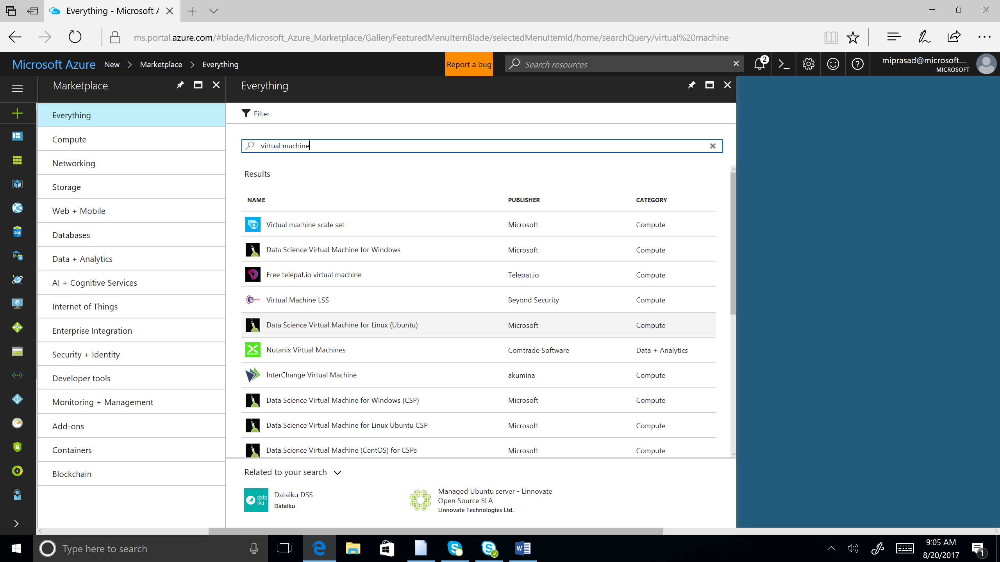 Everything - Microsoft A
ms.portal.azure.com/#blade/Microsoft_Azure_Marketplace/GalleryFeaturedMenuItemBlade/selectedMenuItemId/home/searchQuery/virtual%20machine
Microsoft Azure New Marketplace Everything
Report a bug
Search resources
2
miprasad@microsoft....
MICROSOFT
Marketplace
Everything
Compute
Networking
Storage
Web + Mobile
Databases
Data + Analytics
AI + Cognitive Services
Internet of Things
Enterprise Integration
Security + Identity
Developer tools
Monitoring + Management
Add-ons
Containers
Blockchain
SQL
Everything
Filter
virtual machine
Results
NAME PUBLISHER CATEGORY
Virtual machine scale set Microsoft Compute
Data Science Virtual Machine for Windows Microsoft Compute
Free telepat.io virtual machine Telepat.io Compute
Virtual Machine LSS Beyond Security Compute
Data Science Virtual Machine for Linux (Ubuntu) Microsoft Compute
NUTANIX Nutanix Virtual Machines Comtrade Software Data + Analytics
InterChange Virtual Machine akumina Compute
Data Science Virtual Machine for Windows (CSP) Microsoft Compute
Data Science Virtual Machine for Linux Ubuntu CSP Microsoft Compute
Data Science Virtual Machine (CentOS) for CSPs Microsoft Compute
Related to your search
data
iku
Dataiku DSS
Dataiku
Managed Ubuntu server - Linnovate
Open Source SLA
Linnovate Technologies Ltd.
Type here to search
9:05 AM
8/20/2017
1